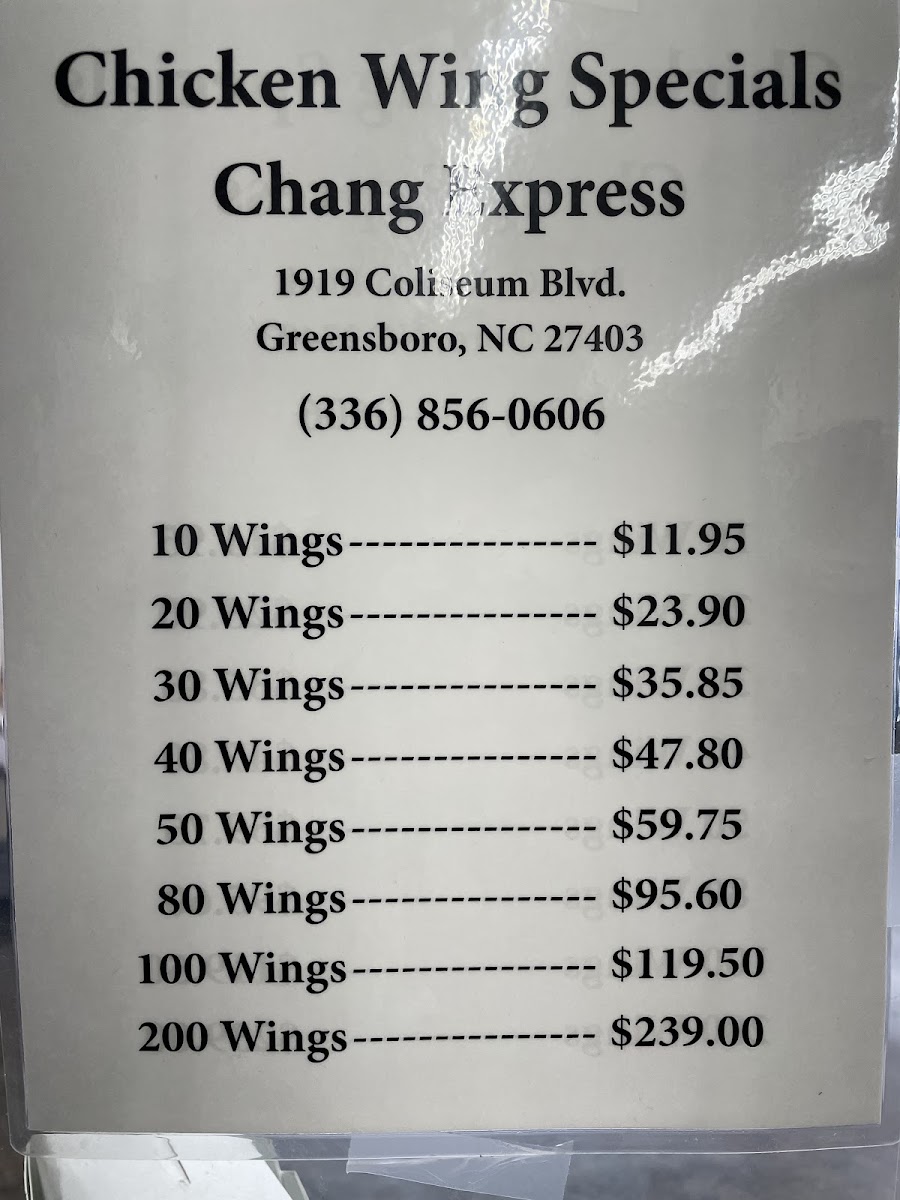 Chicken Wing Specials
Chang Express
1919 Coliseum Blvd.
Greensboro, NC 27403
(336) 856-0606
10 Wings--------------- $11.95
20 Wings--------------- $23.90
30 Wings--------------- $35.85
40 Wings--------------- $47.80
50 Wings--------------- $59.75
80 Wings--------------- $95.60
100 Wings--------------- $119.50
200 Wings--------------- $239.00